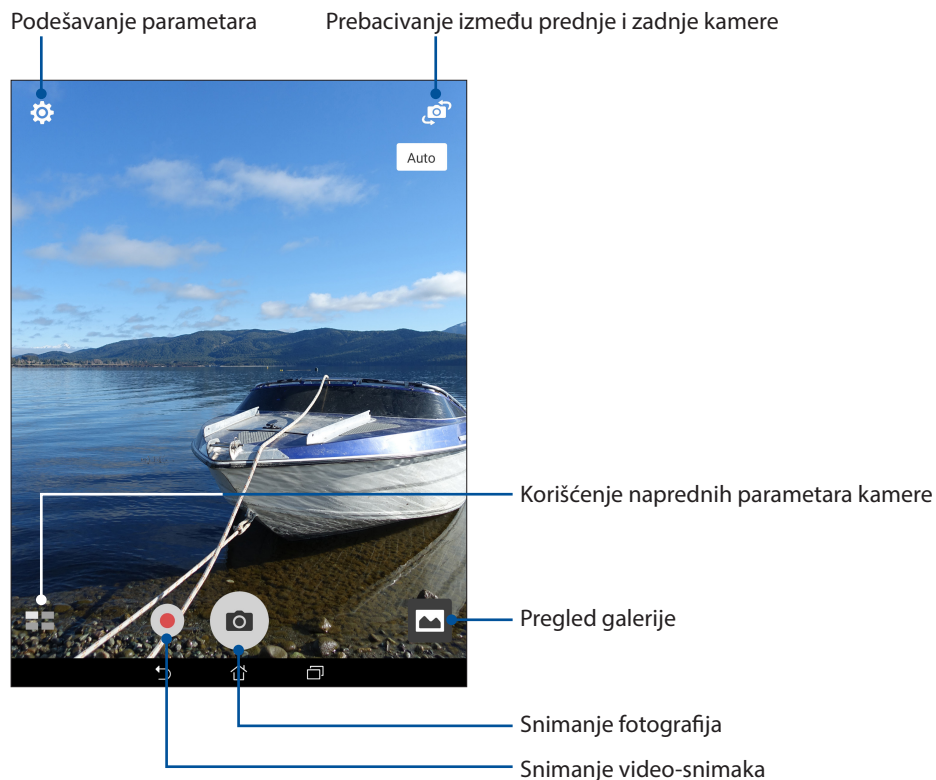 Podešavanje parametara
Prebacivanje između prednje i zadnje kamere
Auto
Korišćenje naprednih parametara kamere
Pregled galerije
Snimanje fotografija
Snimanje video-snimaka